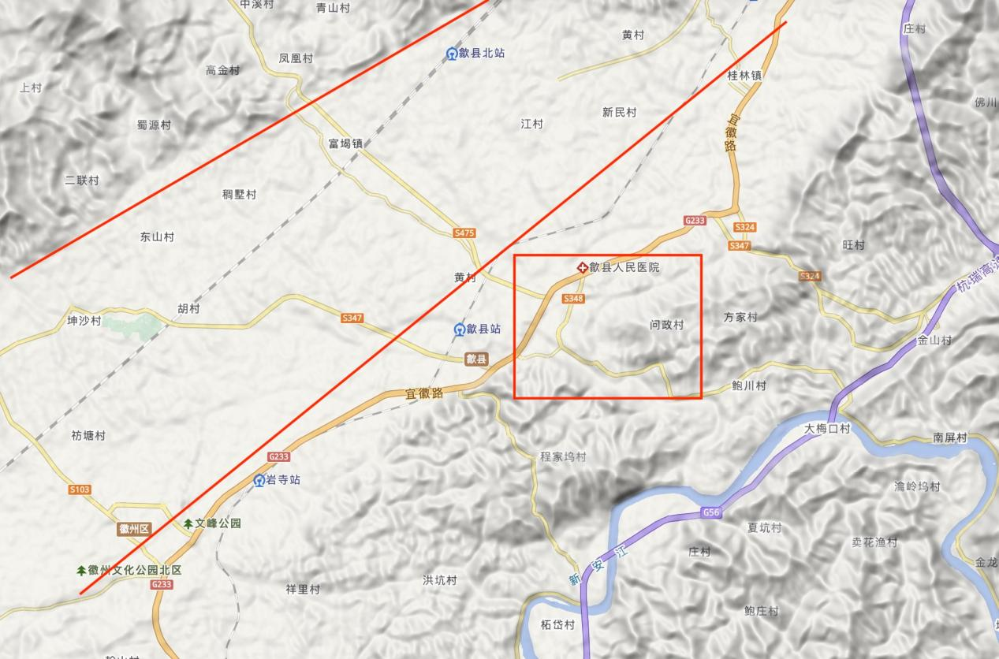 中溪村
青山村
黄村
庄村
歙县北站
凤凰村
高金村
上村
桂林镇
佛川
蜀源村
江村
新民村
宜徽路
富堨镇
二联村
稠墅村
东山村
G233
S475
S324
S347
旺村
歙县人民医院
黄村
S324
杭瑞高速
S348
胡村
坤沙村
S347
歙县站
问政村
方家村
金山村
歙县
鲍川村
宜徽路
大梅口村
祊塘村
南屏村
G233
程家坞村
岩寺站
S103
瀹岭坞村
G56
徽州区
文峰公园
夏坑村
卖花渔村
庄村
新安江
金龙
徽州文化公园北区
G233
祥里村
洪坑村
鲍庄村
柘岱村